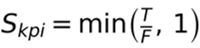 S_kpi = min(T/F, 1)